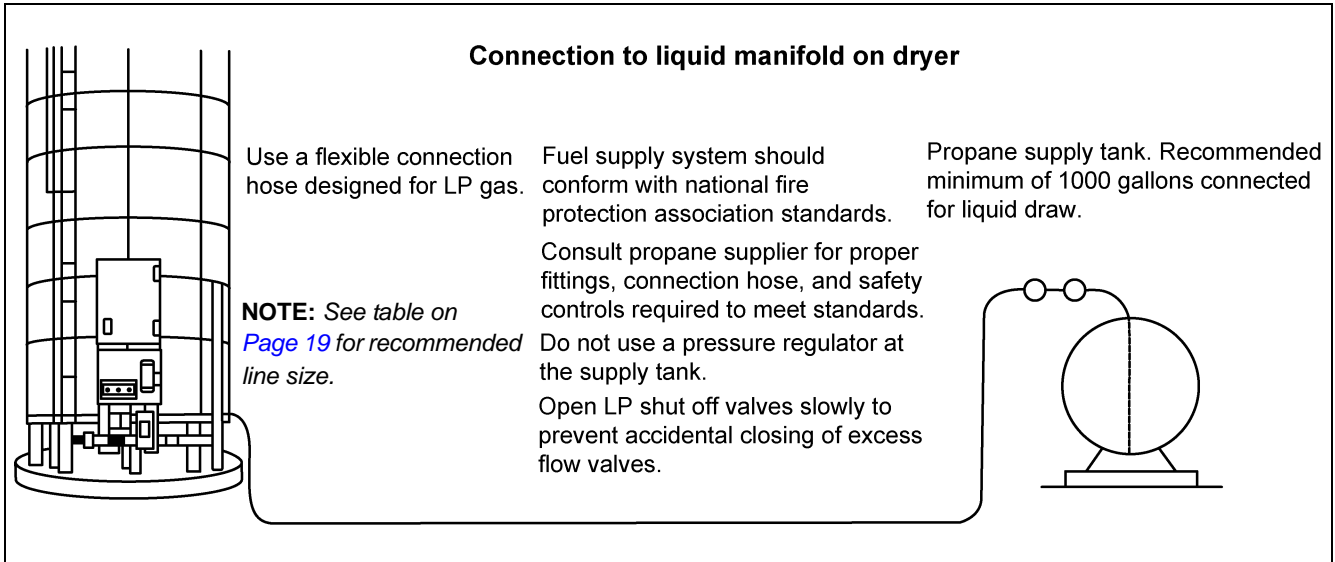 Connection to liquid manifold on dryer
Use a flexible connection
hose designed for LP gas.
NOTE: See table on
Page 19 for recommended
line size.
Fuel supply system should
conform with national fire
protection association standards.
Consult propane supplier for proper
fittings, connection hose, and safety
controls required to meet standards.
Do not use a pressure regulator at
the supply tank.
Open LP shut off valves slowly to
prevent accidental closing of excess
flow valves.
Propane supply tank. Recommended
minimum of 1000 gallons connected
for liquid draw.